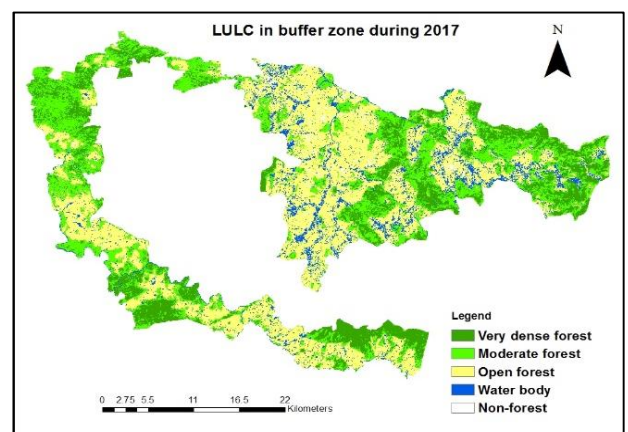 LULC in buffer zone during 2017
N
Legend
Very dense forest
Moderate forest
Open forest
Water body
Non-forest
0 2.75 5.5 11 16.5 22
Kilometers